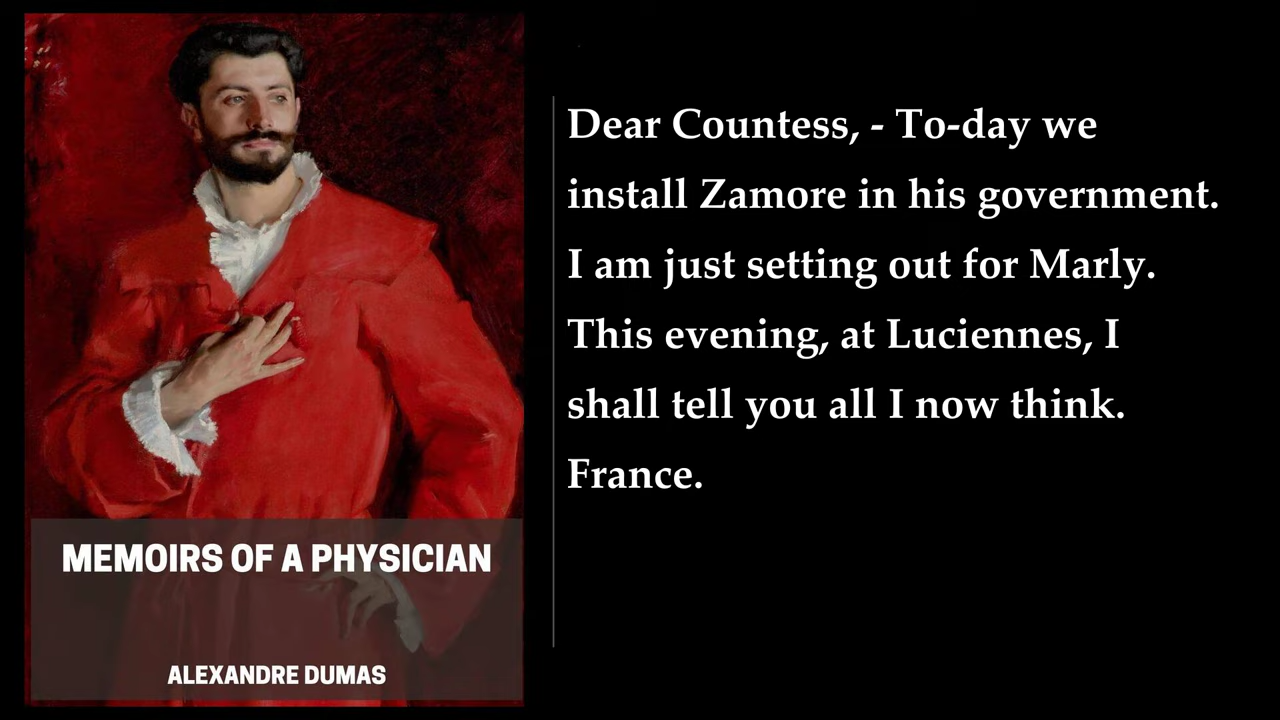 Dear Countess, - To-day we
install Zamore in his government.
I am just setting out for Marly.
This evening, at Luciennes, I
shall tell you all I now think.
France.
MEMOIRS OF A PHYSICIAN
ALEXANDRE DUMAS